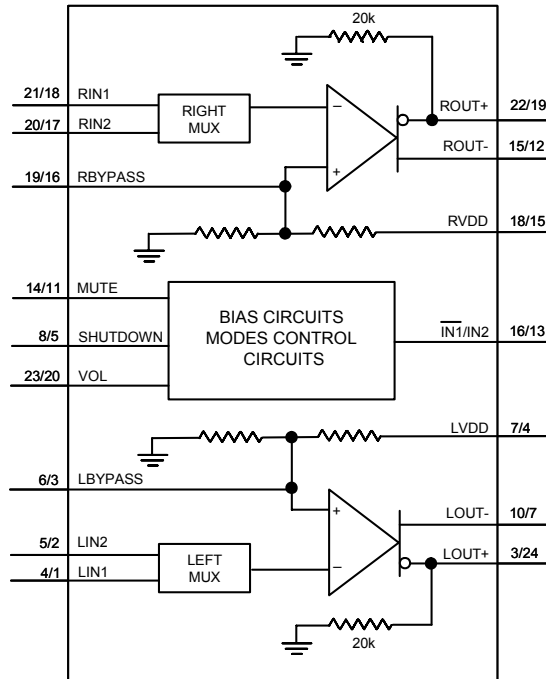 20k
21/18 RIN1
RIGHT
MUX
ROUT+ 22/19
20/17 RIN2
ROUT- 15/12
19/16 RBYPASS
RVDD 18/15
14/11 MUTE
BIAS CIRCUITS
MODES CONTROL
CIRCUITS
8/5 SHUTDOWN
IN1/IN2 16/13
23/20 VOL
LVDD 7/4
6/3 LBYPASS
LOUT- 10/7
5/2 LIN2
LEFT
MUX
LOUT+ 3/24
4/1 LIN1
20k